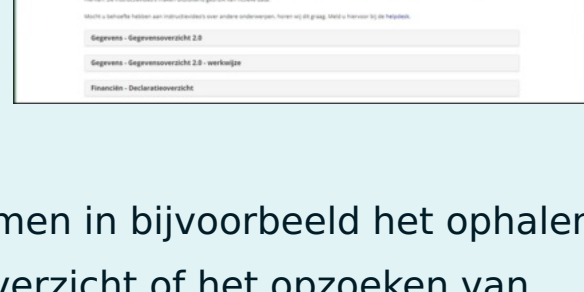 Mocht u behoefte hebben aan instructievideo's over andere onderwerpen, horen wij dit graag. Meld u hiervoor bij de helpdesk.
Gegevens - Gegevensoverzicht 2.0
Gegevens - Gegevensoverzicht 2.0 - werkwijze
Financiën - Declaratieoverzicht
men in bijvoorbeeld het ophalen
verzicht of het opzoeken van